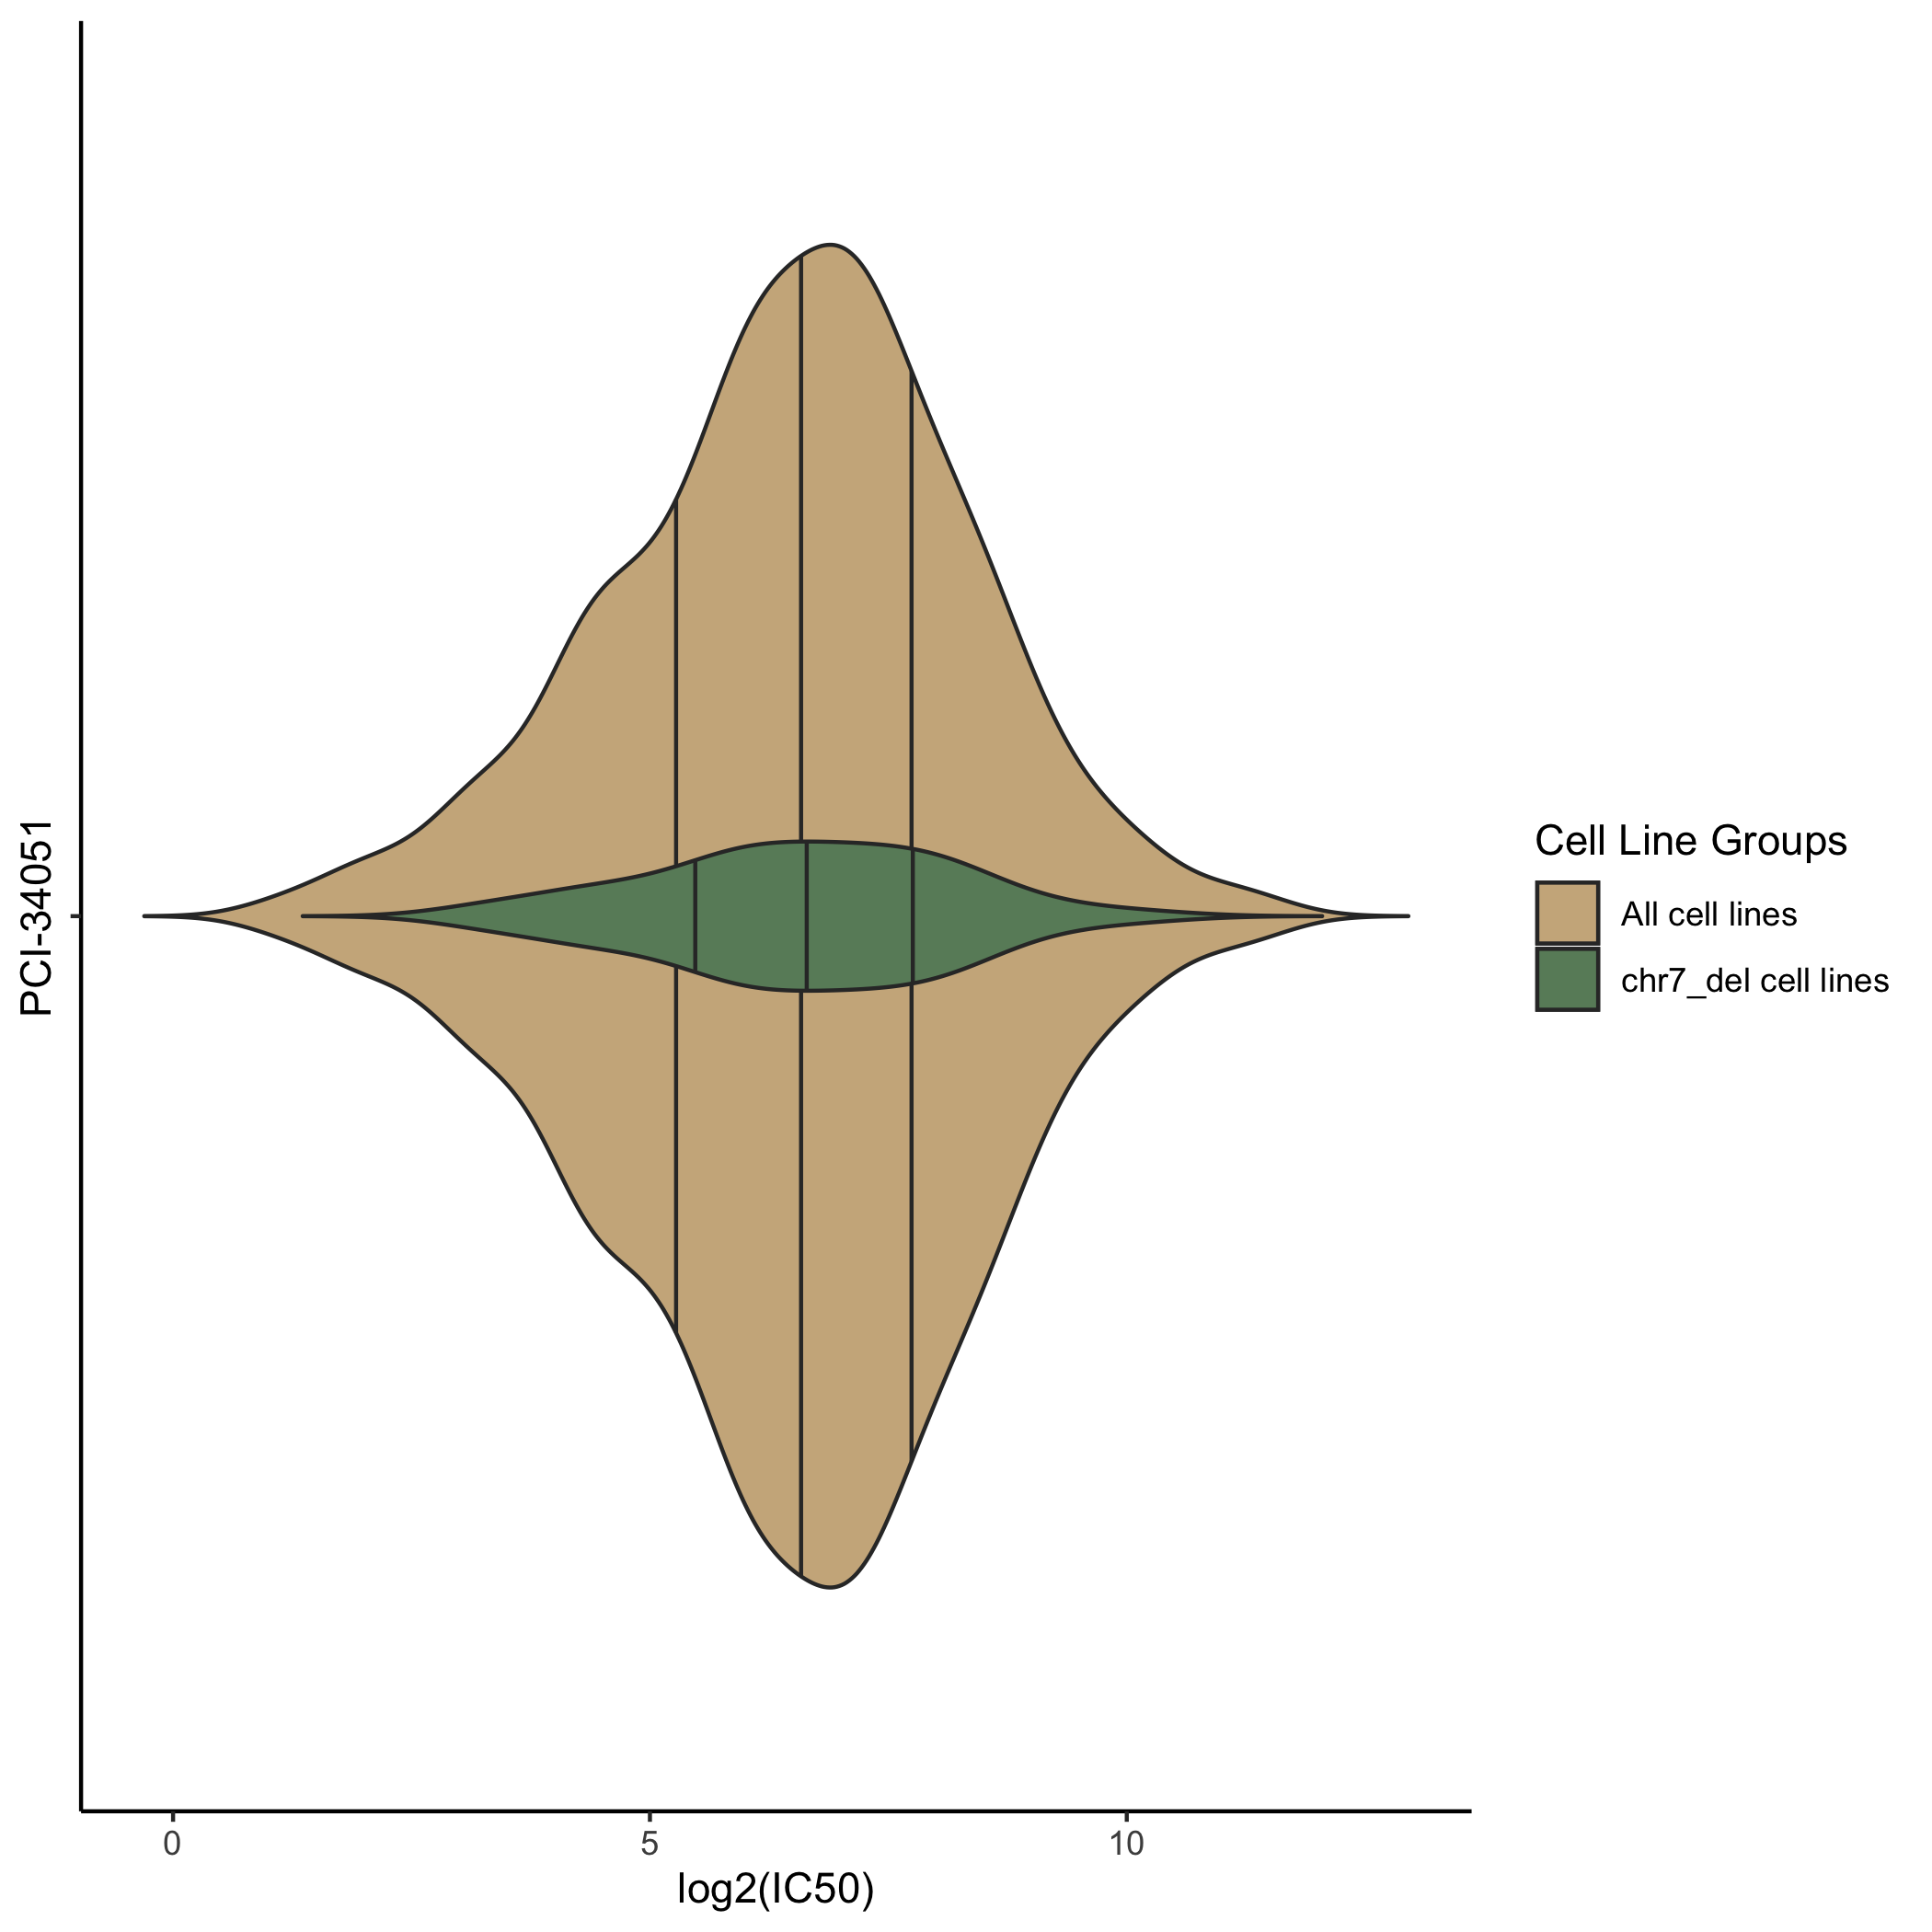 PCI-34051
Cell Line Groups
All cell lines
chr7_del cell lines
0 5 10
log2(IC50)